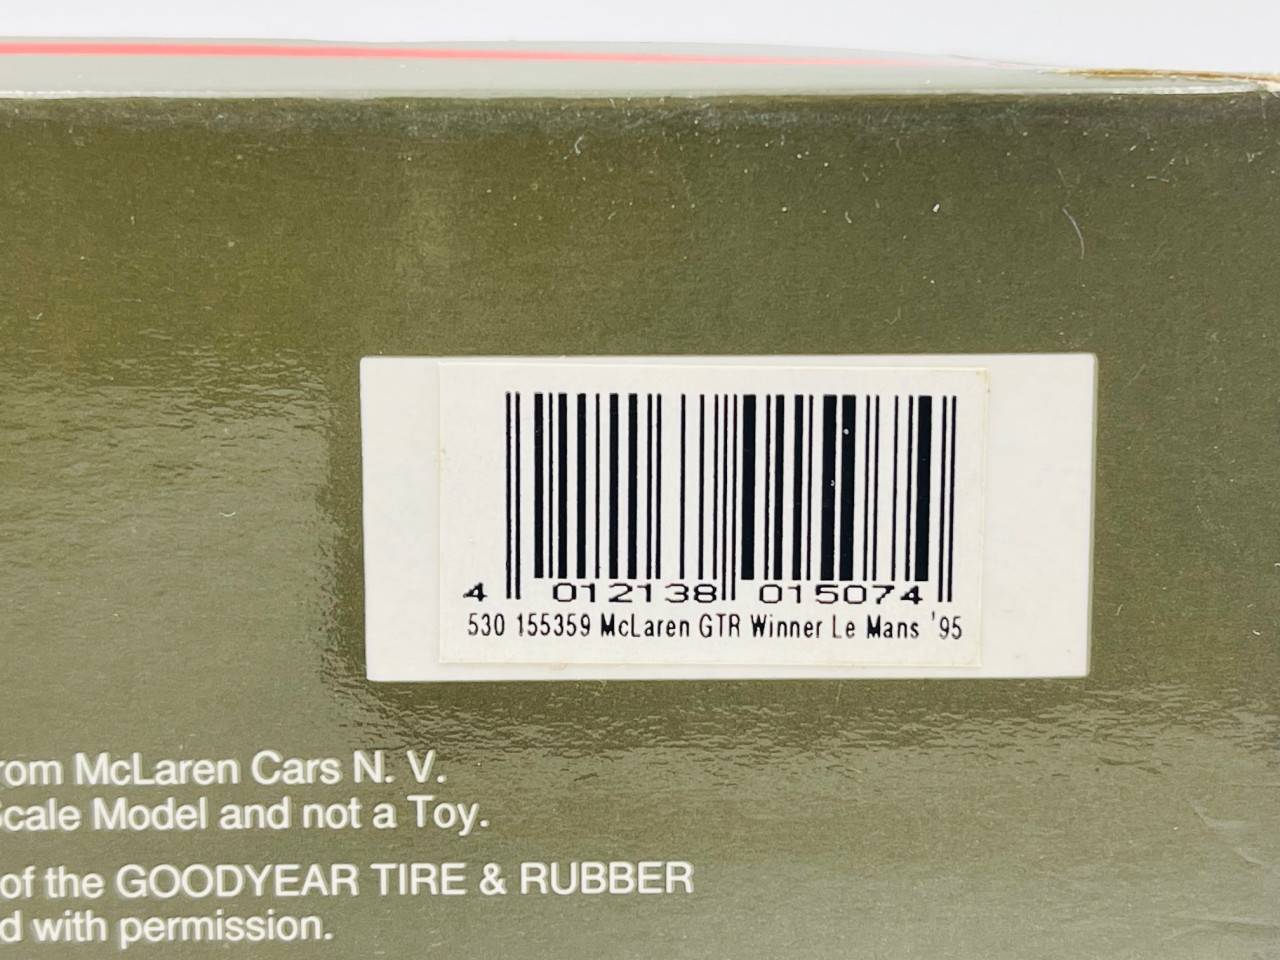 4 012138 015074
530 155359 McLaren GTR Winner Le Mans '95
rom McLaren Cars N. V.
Scale Model and not a Toy.
of the GOODYEAR TIRE & RUBBER
d with permission.